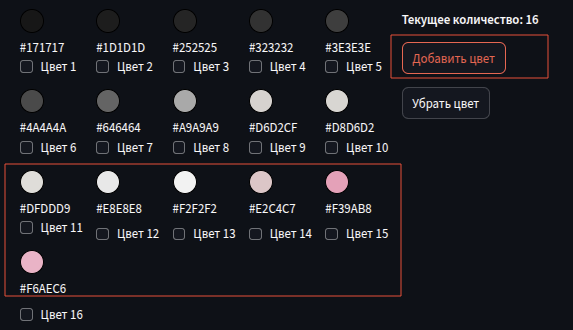 Текущее количество: 16
#171717 #1D1D1D #252525 #323232 #3E3E3E
Цвет 1 Цвет 2 Цвет 3 Цвет 4 Цвет 5
Добавить цвет
Убрать цвет
#4A4A4A #646464 #A9A9A9 #D6D2CF #D8D6D2
Цвет 6 Цвет 7 Цвет 8 Цвет 9 Цвет 10
#DFDDD9 #E8E8E8 #F2F2F2 #E2C4C7 #F39AB8
Цвет 11 Цвет 12 Цвет 13 Цвет 14 Цвет 15
#F6AEC6
Цвет 16